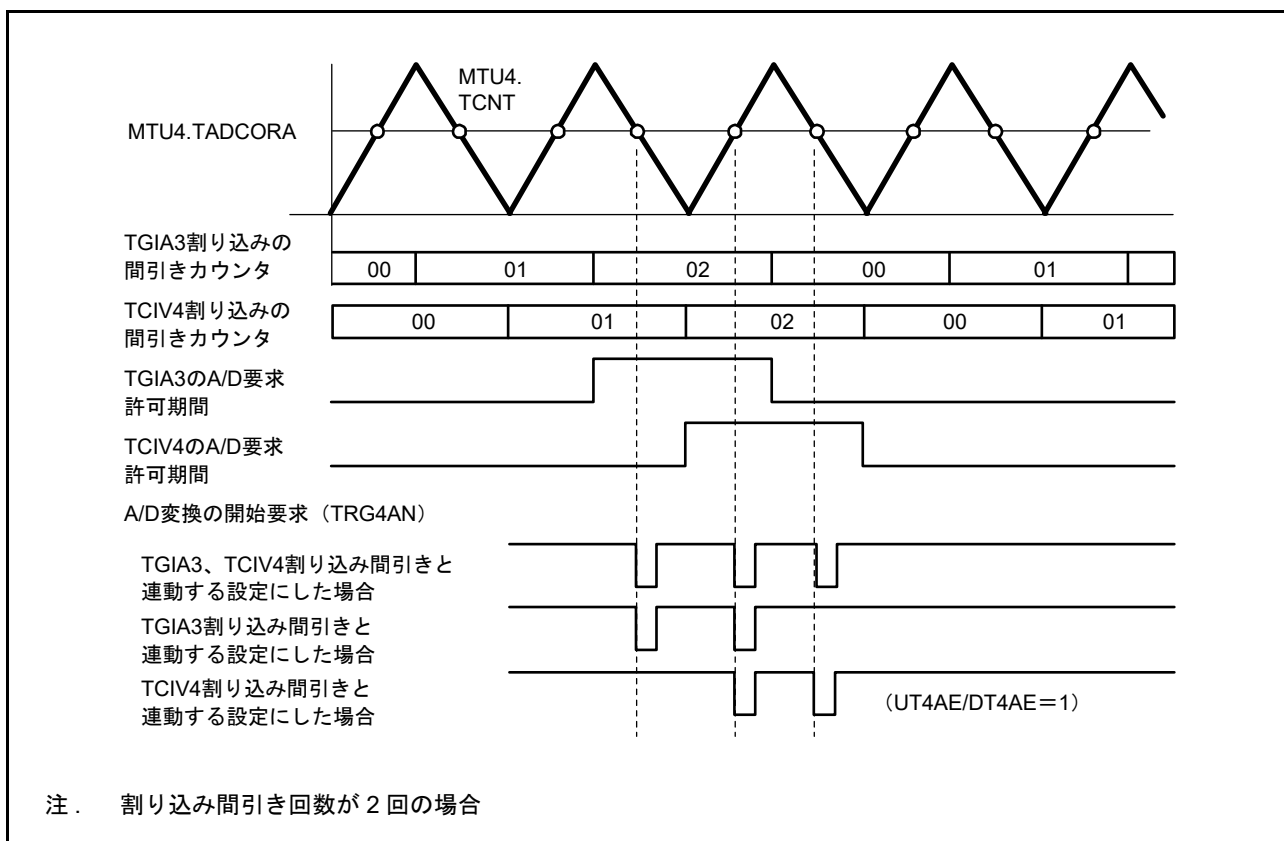 MTU4.
TCNT
MTU4.TADCORA
TGIA3割り込みの
間引きカウンタ
00 01 02 00 01
TCIV4割り込みの
間引きカウンタ
00 01 02 00 01
TGIA3のA/D要求
許可期間
TCIV4のA/D要求
許可期間
A/D変換の開始要求（TRG4AN）
TGIA3、TCIV4割り込み間引きと
連動する設定にした場合
TGIA3割り込み間引きと
連動する設定にした場合
TCIV4割り込み間引きと
連動する設定にした場合
（UT4AE/DT4AE＝1）
注． 割り込み間引き回数が 2 回の場合